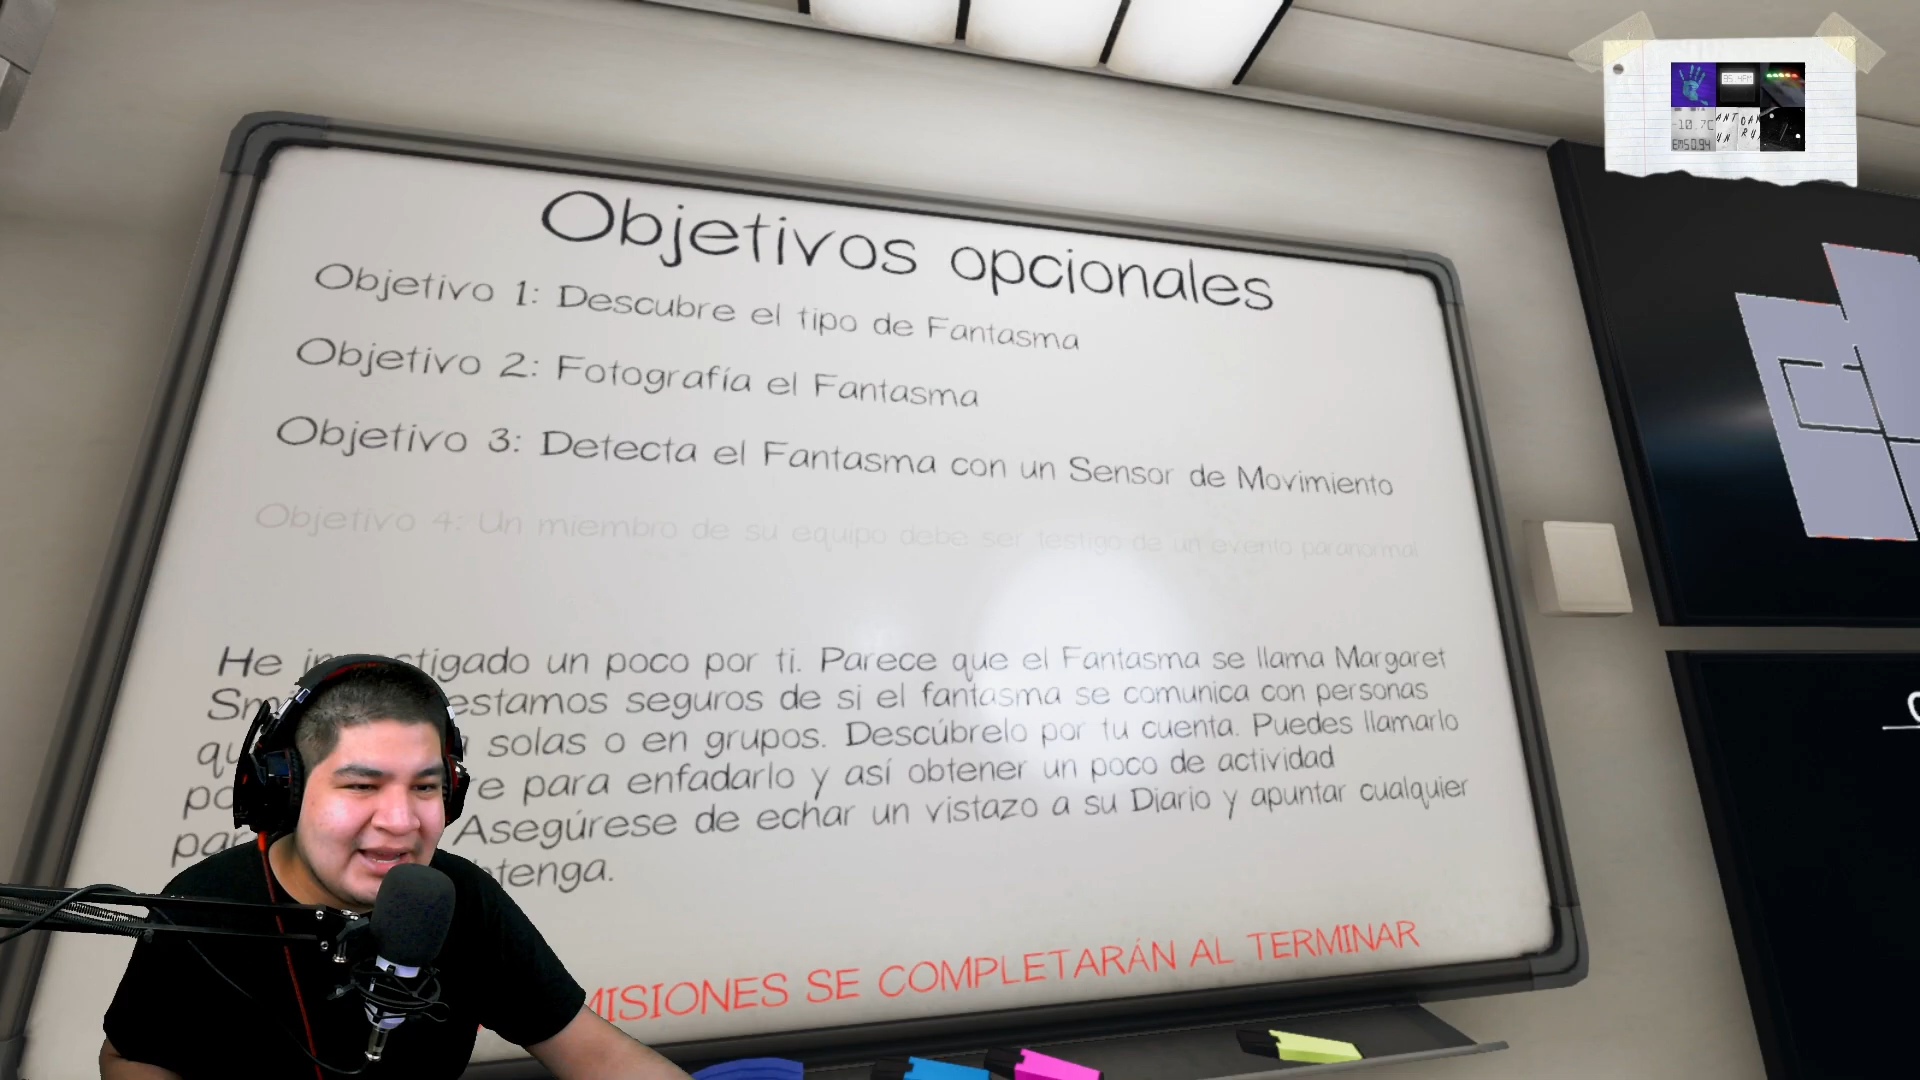 Objetivos opcionales
Objetivo 1: Descubre el tipo de Fantasma
Objetivo 2: Fotografía el Fantasma
Objetivo 3: Detecta el Fantasma con un Sensor de Movimiento
Objetivo 4: Un miembro de su equipo debe ser testigo de un evento paranormal
He un poco por ti. Parece que el Fantasma se llama Margaret
estamos seguros de si el fantasma se comunica con personas
solas o en grupos. Descúbrelo por tu cuenta. Puedes llamarlo
para enfadarlo y así obtener un poco de actividad
Asegúrese de echar un vistazo a su Diario y apuntar cualquier
MISIONES SE COMPLETARÁN AL TERMINAR
-10.7C